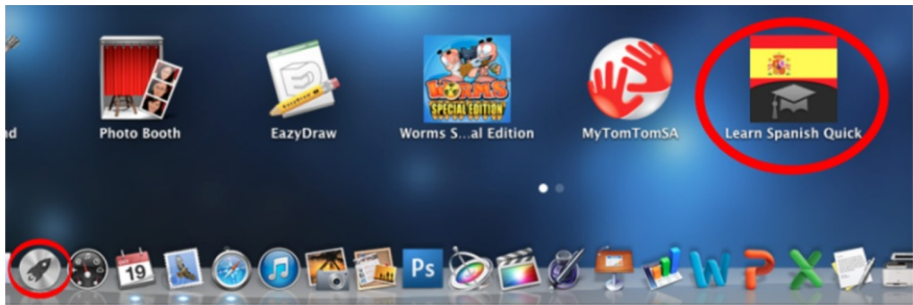 nd
Photo Booth
EazyDraw
Worms S...al Edition
MyTomTomSA
Learn Spanish Quick
WORMS
SPECIAL EDITION
19
Ps